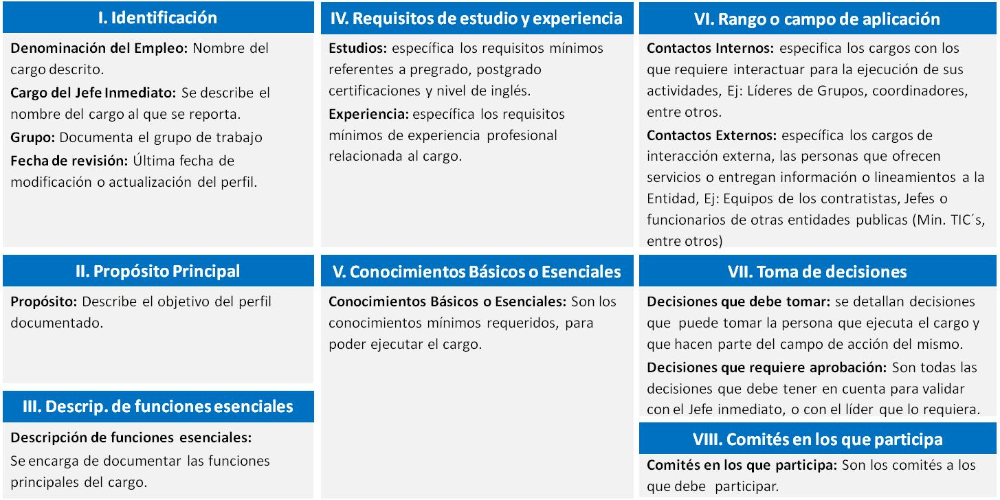 I. Identificación
Denominación del Empleo: Nombre del
cargo descrito.
Cargo del Jefe Inmediato: Se describe el
nombre del cargo al que se reporta.
Grupo: Documenta el grupo de trabajo
Fecha de revisión: Última fecha de
modificación o actualización del perfil.
II. Propósito Principal
Propósito: Describe el objetivo del perfil
documentado.
III. Descrip. de funciones esenciales
Descripción de funciones esenciales:
Se encarga de documentar las funciones
principales del cargo.
IV. Requisitos de estudio y experiencia
Estudios: específica los requisitos mínimos
referentes a pregrado, postgrado
certificaciones y nivel de inglés.
Experiencia: específica los requisitos
mínimos de experiencia profesional
relacionada al cargo.
V. Conocimientos Básicos o Esenciales
Conocimientos Básicos o Esenciales: Son los
conocimientos mínimos requeridos, para
poder ejecutar el cargo.
VI. Rango o campo de aplicación
Contactos Internos: especifica los cargos con los
que requiere interactuar para la ejecución de sus
actividades, Ej: Líderes de Grupos, coordinadores,
entre otros.
Contactos Externos: específica los cargos de
interacción externa, las personas que ofrecen
servicios o entregan información o lineamientos a la
Entidad, Ej: Equipos de los contratistas, Jefes o
funcionarios de otras entidades publicas (Min. TIC´s,
entre otros)
VII. Toma de decisiones
Decisiones que debe tomar: se detallan decisiones
que puede tomar la persona que ejecuta el cargo y
que hacen parte del campo de acción del mismo.
Decisiones que requiere aprobación: Son todas las
decisiones que debe tener en cuenta para validar
con el Jefe inmediato, o con el líder que lo requiera.
VIII. Comités en los que participa
Comités en los que participa: Son los comités a los
que debe participar.